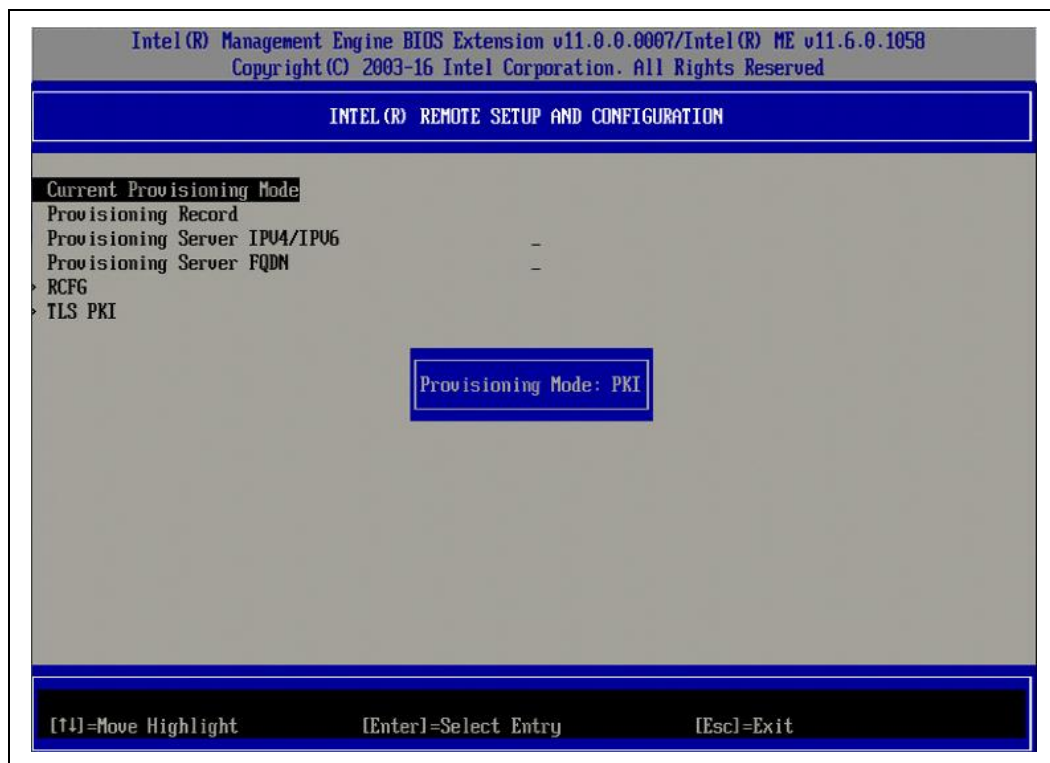 Intel(R) Management Engine BIOS Extension v11.0.0.0007/Intel(R) ME v11.6.0.1058
Copyright(C) 2003-16 Intel Corporation. All Rights Reserved
INTEL(R) REMOTE SETUP AND CONFIGURATION
Current Provisioning Mode
Provisioning Record
Provisioning Server IPV4/IPV6 _
Provisioning Server FQDN _
> RCFG
> TLS PKI
Provisioning Mode: PKI
[↑↓]=Move Highlight [Enter]=Select Entry [Esc]=Exit